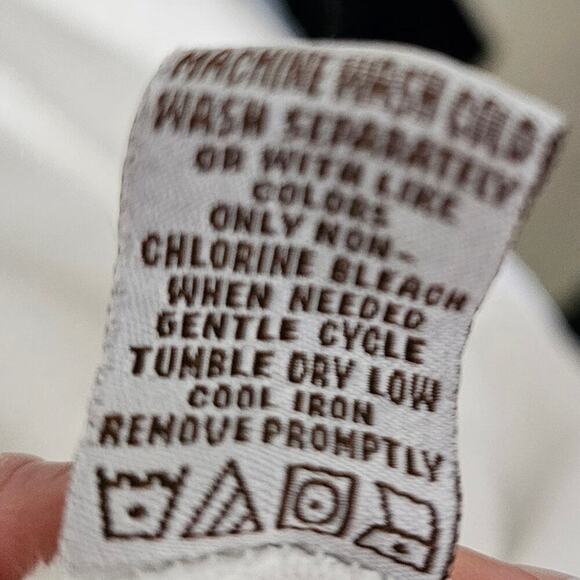 MACHINE WASH COLD
WASH SEPARATELY
OR WITH LIKE
COLORS
ONLY NON-
CHLORINE BLEACH
WHEN NEEDED
GENTLE CYCLE
TUMBLE DRY LOW
COOL IRON
REMOVE PROMPTLY